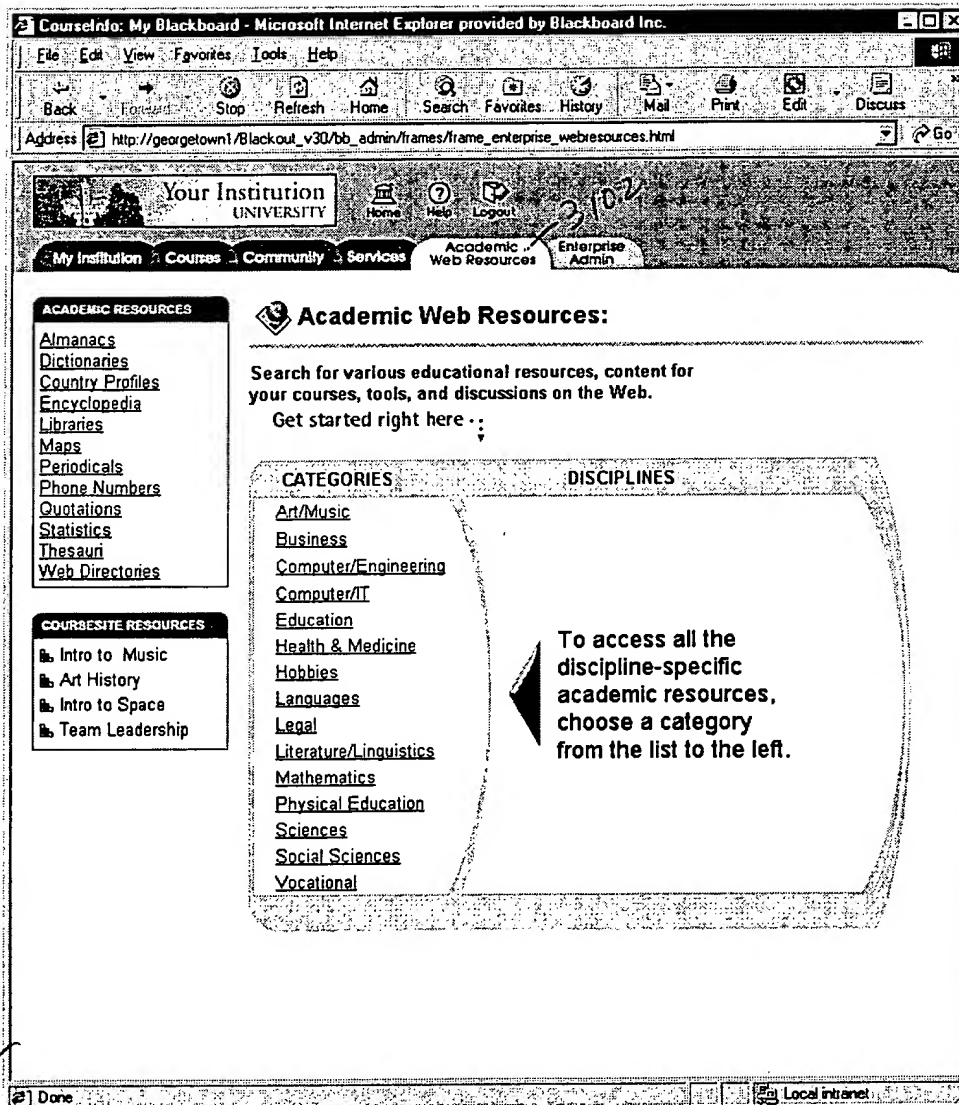 CourseInfo: My Blackboard - Microsoft Internet Explorer provided by Blackboard Inc.
File Edit View Favorites Tools Help
Back Forward Stop Refresh Home Search Favorites History Mail Print Edit Discuss
Address http://georgetown1/Blackout_v30/bb_admin/frames/frame_enterprise_webresources.html Go
Your Institution
UNIVERSITY
Home Help Logout
310.2
My Institution Courses Community Services Academic Web Resources Enterprise Admin
ACADEMIC RESOURCES
Almanacs
Dictionaries
Country Profiles
Encyclopedia
Libraries
Maps
Periodicals
Phone Numbers
Quotations
Statistics
Thesauri
Web Directories
COURSESITE RESOURCES
Intro to Music
Art History
Intro to Space
Team Leadership
Academic Web Resources:
Search for various educational resources, content for
your courses, tools, and discussions on the Web.
Get started right here
CATEGORIES DISCIPLINES
Art/Music
Business
Computer/Engineering
Computer/IT
Education
Health & Medicine
Hobbies
Languages
Legal
Literature/Linguistics
Mathematics
Physical Education
Sciences
Social Sciences
Vocational
To access all the
discipline-specific
academic resources,
choose a category
from the list to the left.
Done Local intranet